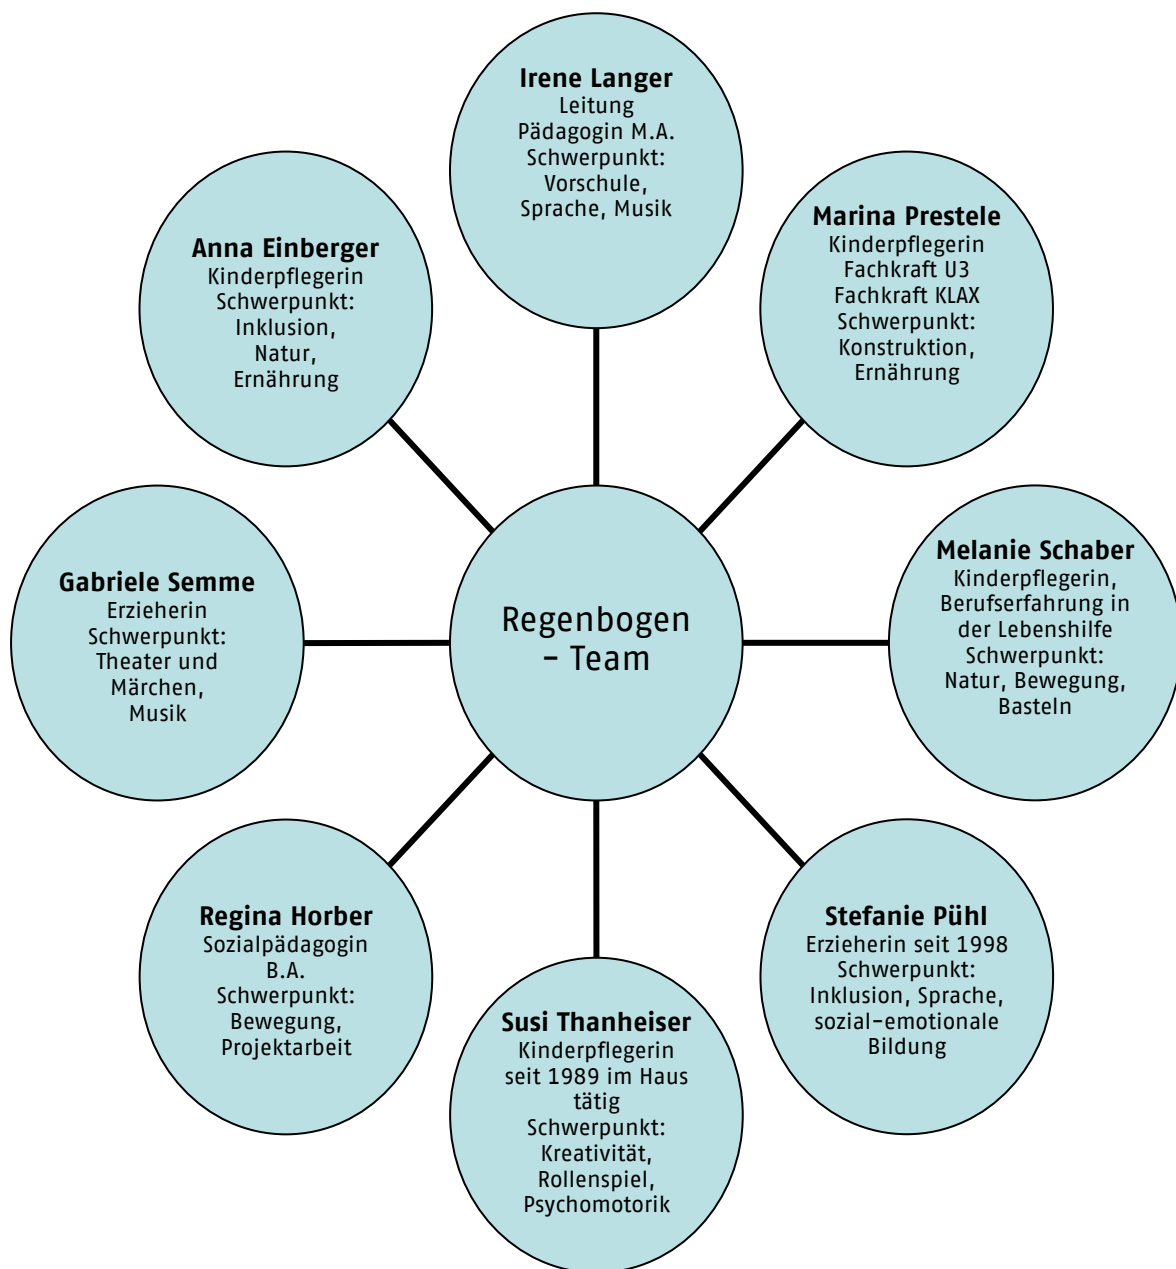 Irene Langer
Leitung
Pädagogin M.A.
Schwerpunkt:
Vorschule,
Sprache, Musik
Marina Prestele
Kinderpflegerin
Fachkraft U3
Fachkraft KLAX
Schwerpunkt:
Konstruktion,
Ernährung
Melanie Schaber
Kinderpflegerin,
Berufserfahrung in
der Lebenshilfe
Schwerpunkt:
Natur, Bewegung,
Basteln
Stefanie Pühl
Erzieherin seit 1998
Schwerpunkt:
Inklusion, Sprache,
sozial-emotionale
Bildung
Susi Thanheiser
Kinderpflegerin
seit 1989 im Haus
tätig
Schwerpunkt:
Kreativität,
Rollenspiel,
Psychomotorik
Regina Horber
Sozialpädagogin
B.A.
Schwerpunkt:
Bewegung,
Projektarbeit
Gabriele Semme
Erzieherin
Schwerpunkt:
Theater und
Märchen,
Musik
Anna Einberger
Kinderpflegerin
Schwerpunkt:
Inklusion,
Natur,
Ernährung
Regenbogen
- Team